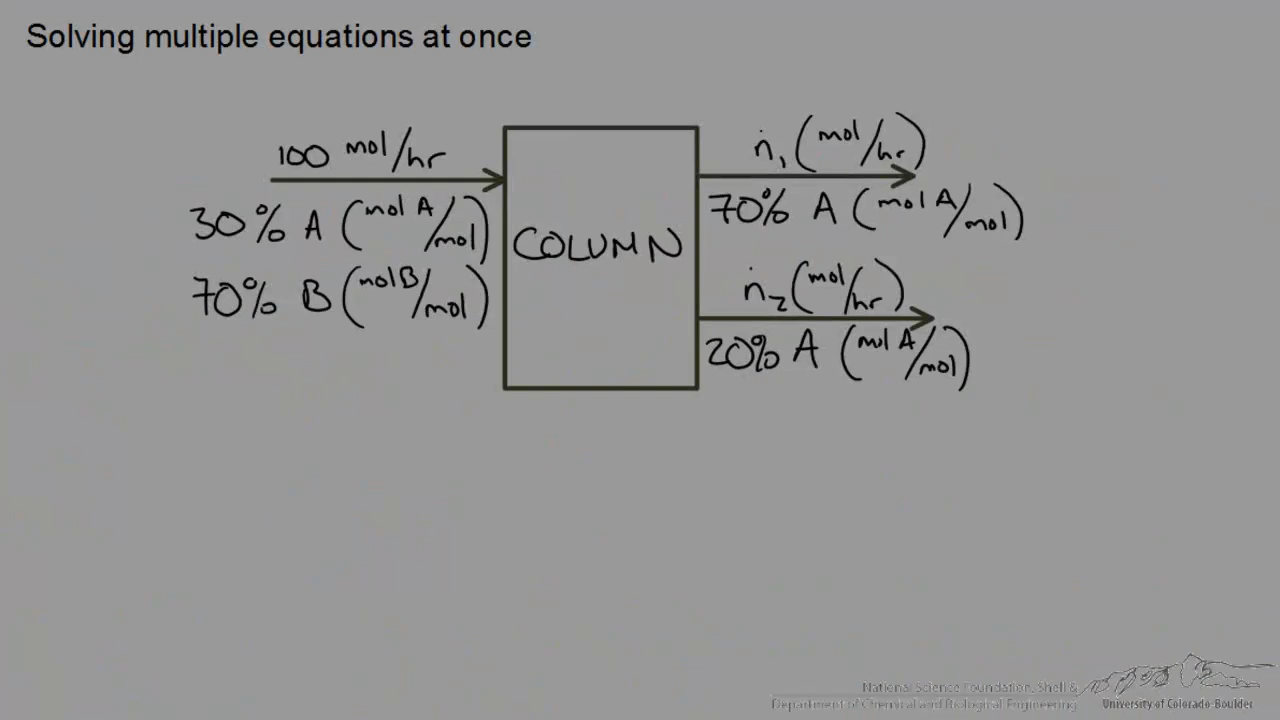 Solving multiple equations at once
100 mol/hr
30% A (mol A/mol)
70% B (mol B/mol)
COLUMN
ṅ₁ (mol/hr)
70% A (mol A/mol)
ṅ₂ (mol/hr)
20% A (mol A/mol)
National Science Foundation, Shell &
Department of Chemical and Biological Engineering
University of Colorado Boulder